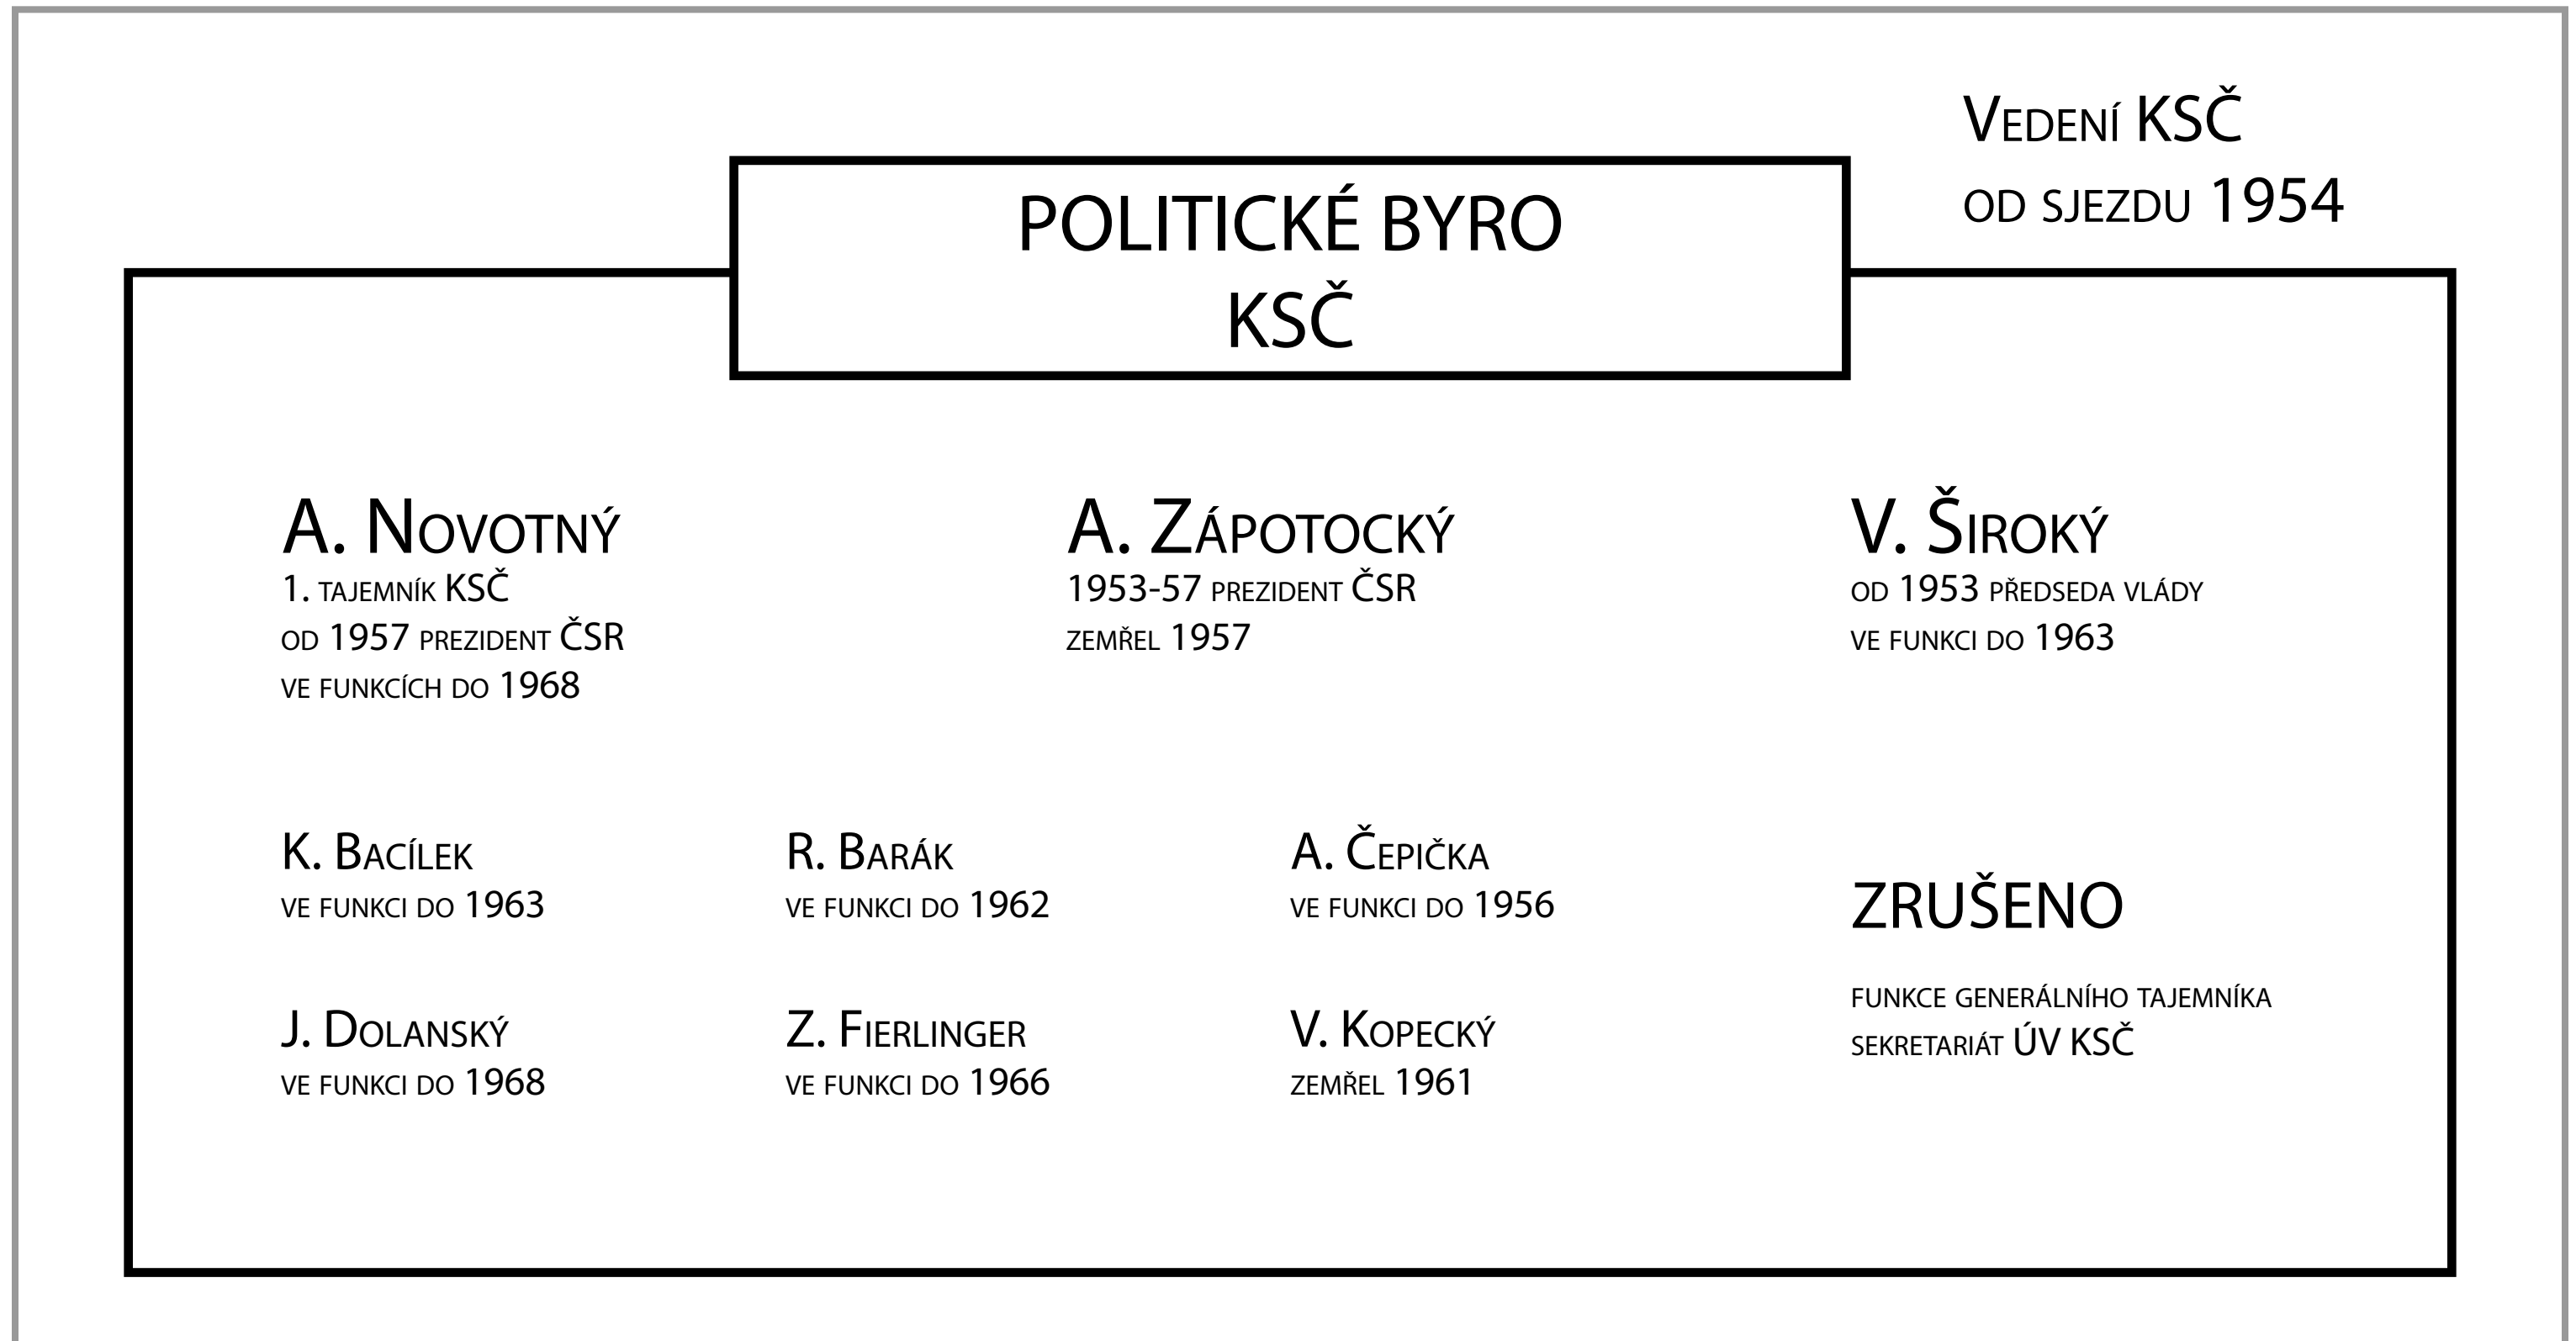 Vedení KSČ
od sjezdu 1954
POLITICKÉ BYRO
KSČ
A. Novotný
1. tajemník KSČ
od 1957 prezident ČSR
ve funkcích do 1968
A. Zápotocký
1953-57 prezident ČSR
zemřel 1957
V. Široký
od 1953 předseda vlády
ve funkci do 1963
K. Bacílek
ve funkci do 1963
R. Barák
ve funkci do 1962
A. Čepička
ve funkci do 1956
J. Dolanský
ve funkci do 1968
Z. Fierlinger
ve funkci do 1966
V. Kopecký
zemřel 1961
ZRUŠENO
funkce generálního tajemníka
sekretariát ÚV KSČ